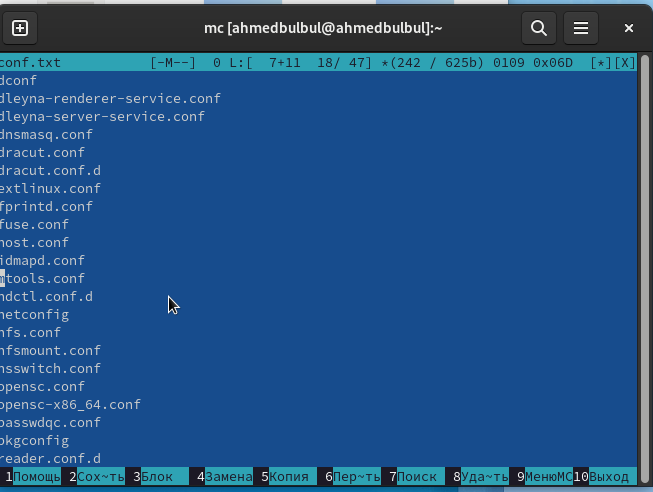 mc [ahmedbulbul@ahmedbulbul]:~
conf.txt [-M--] 0 L:[ 7+11 18/ 47] *(242 / 625b) 0109 0x06D [*][X]
dconf
dleyna-renderer-service.conf
dleyna-server-service.conf
dnsmasq.conf
dracut.conf
dracut.conf.d
extlinux.conf
fprintd.conf
fuse.conf
host.conf
idmapd.conf
mtools.conf
ndctl.conf.d
netconfig
nfs.conf
nfsmount.conf
nsswitch.conf
opensc.conf
opensc-x86_64.conf
passwdqc.conf
pkgconfig
reader.conf.d
1Помощь 2Сох~ть 3Блок 4Замена 5Копия 6Пер~ть 7Поиск 8Уда~ть 9МенюMC 10Выход